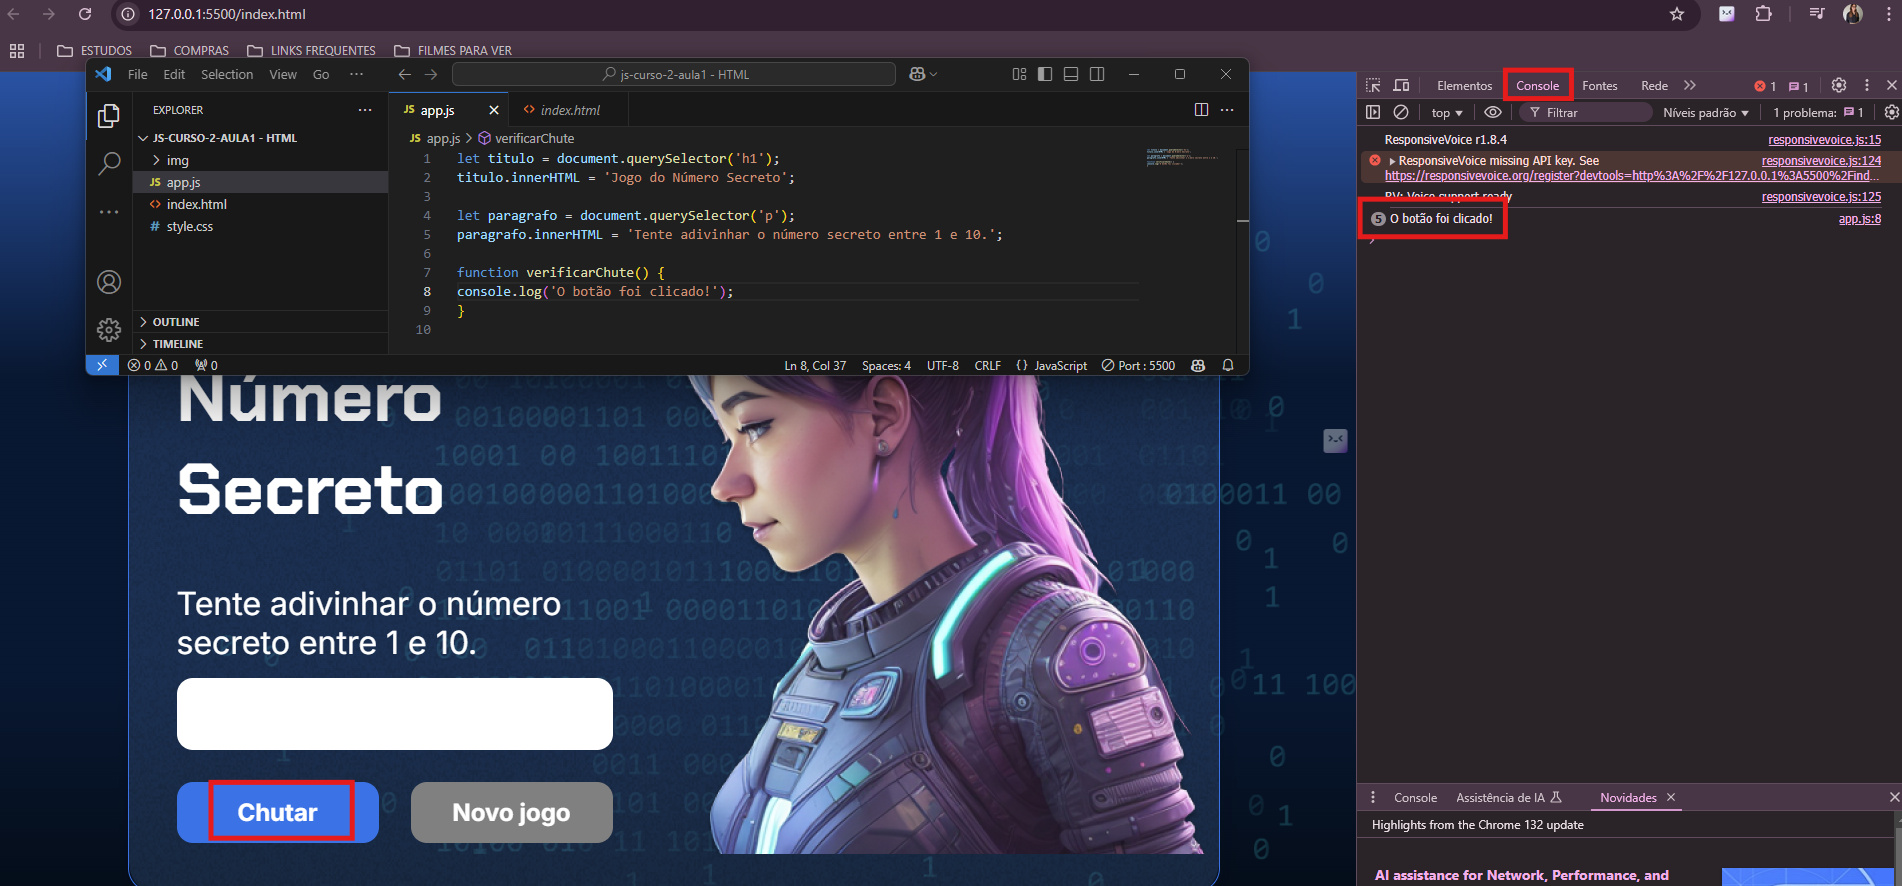 127.0.0.1:5500/index.html
ESTUDOS COMPRAS LINKS FREQUENTES FILMES PARA VER
File Edit Selection View Go ... js-curso-2-aula1 - HTML
EXPLORER ...
JS-CURSO-2-AULA1 - HTML
img
JS app.js
<> index.html
# style.css
OUTLINE
TIMELINE
JS app.js <> index.html
JS app.js > verificarChute
1 let titulo = document.querySelector('h1');
2 titulo.innerHTML = 'Jogo do Número Secreto';
3
4 let paragrafo = document.querySelector('p');
5 paragrafo.innerHTML = 'Tente adivinhar o número secreto entre 1 e 10.';
6
7 function verificarChute() {
8 console.log('O botão foi clicado!');
9 }
10
0 0 0 Ln 8, Col 37 Spaces: 4 UTF-8 CRLF {} JavaScript Port : 5500
Número
Secreto
Tente adivinhar o número
secreto entre 1 e 10.
Chutar Novo jogo
Elementos Console Fontes Rede 1 1
top Filtrar Níveis padrão 1 problema: 1
ResponsiveVoice r1.8.4 responsivevoice.js:15
ResponsiveVoice missing API key. See responsivevoice.js:124
https://responsivevoice.org/register?devtools=http%3A%2F%2F127.0.0.1%3A5500%2Find...
RV: Voice support ready responsivevoice.js:125
5 O botão foi clicado! app.js:8
Console Assistência de IA Novidades
Highlights from the Chrome 132 update
AI assistance for Network, Performance, and